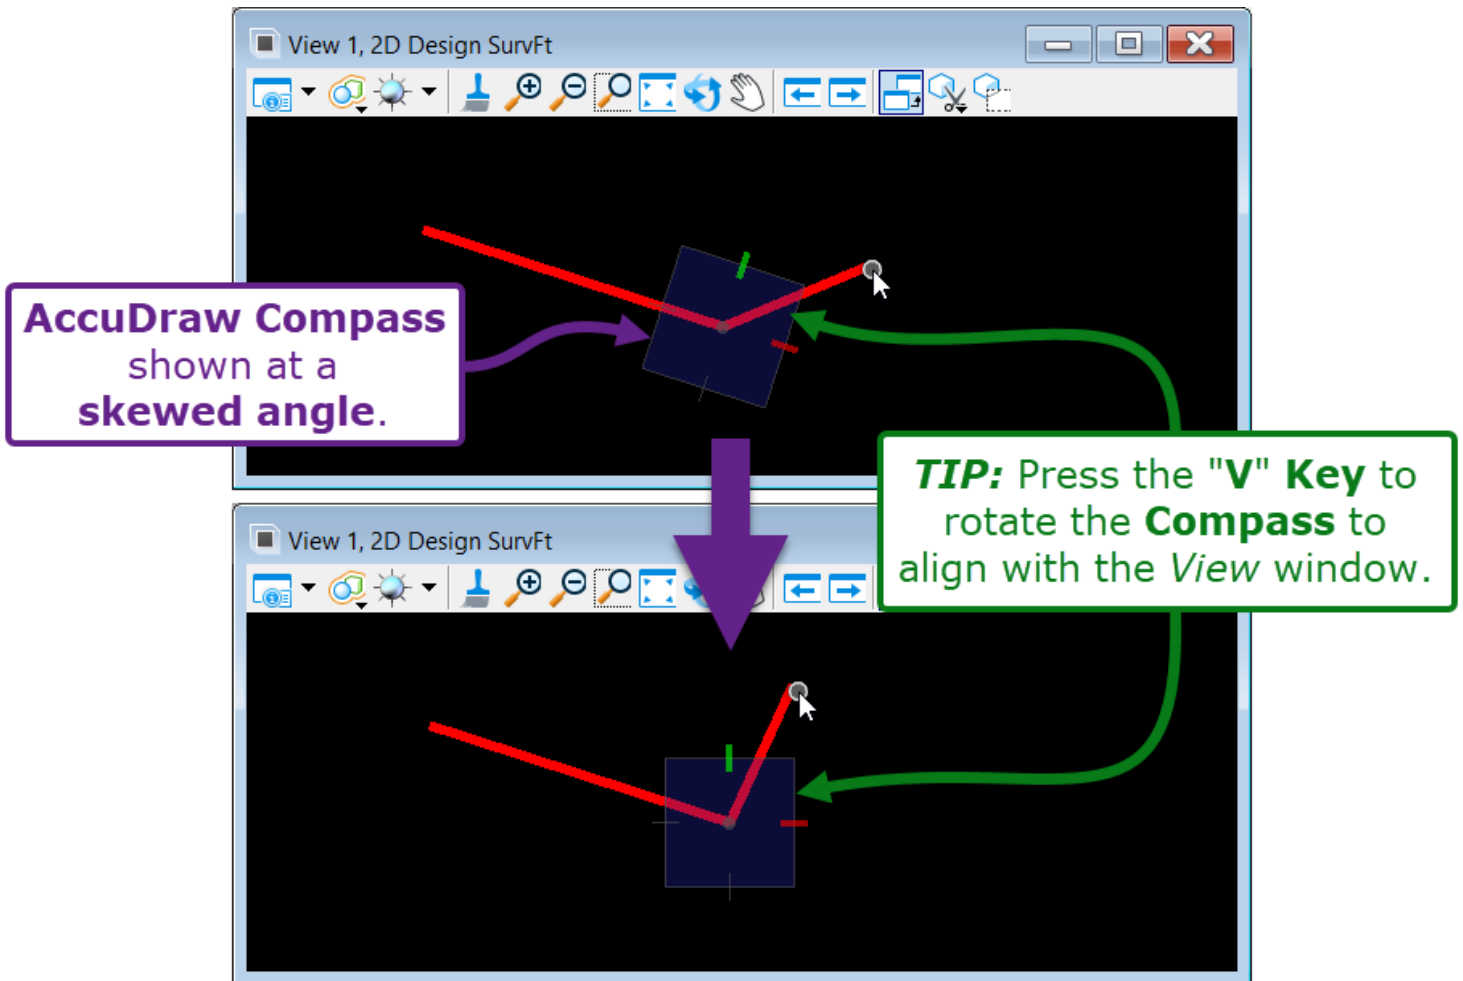 View 1, 2D Design SurvFt
AccuDraw Compass
shown at a
skewed angle.
TIP: Press the "V" Key to
rotate the Compass to
align with the View window.
View 1, 2D Design SurvFt